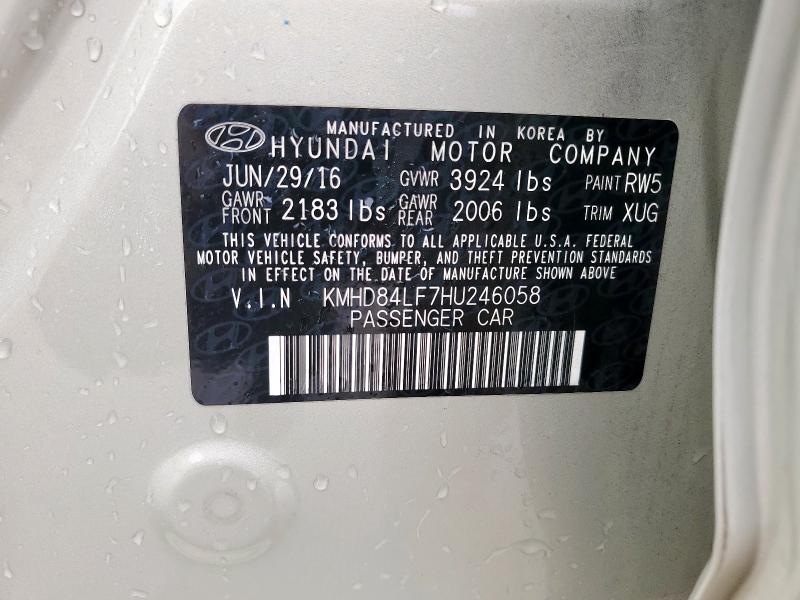 MANUFACTURED IN KOREA BY
HYUNDAI MOTOR COMPANY
JUN/29/16 GVWR 3924 lbs PAINT RW5
GAWR FRONT 2183 lbs GAWR REAR 2006 lbs TRIM XUG
THIS VEHICLE CONFORMS TO ALL APPLICABLE U.S.A. FEDERAL
MOTOR VEHICLE SAFETY, BUMPER, AND THEFT PREVENTION STANDARDS
IN EFFECT ON THE DATE OF MANUFACTURE SHOWN ABOVE
V.I.N KMHD84LF7HU246058
PASSENGER CAR